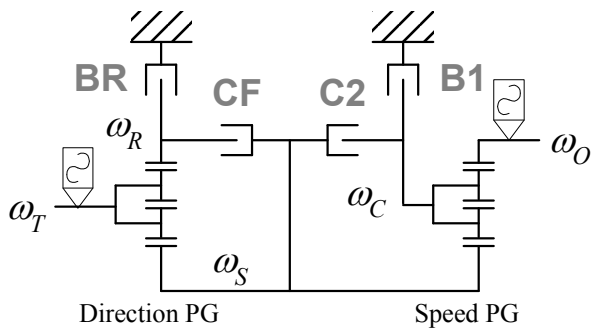 BR
CF
C2
B1
ω_R
ω_O
ω_T
ω_C
ω_S
Direction PG
Speed PG